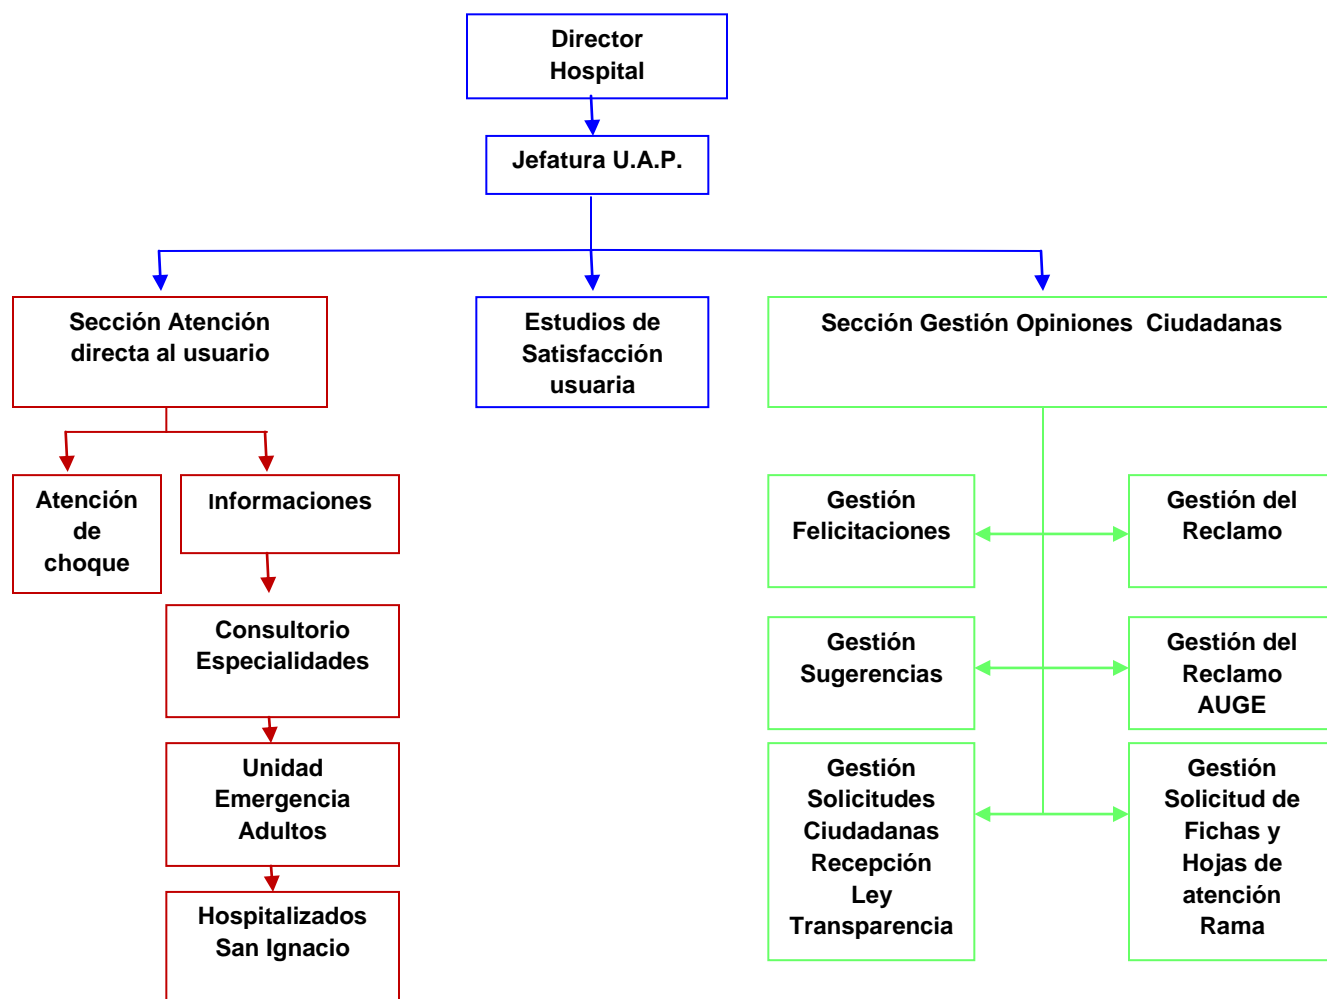 Director
Hospital
Jefatura U.A.P.
Sección Atención
directa al usuario
Estudios de
Satisfacción
usuaria
Sección Gestión Opiniones  Ciudadanas
Atención
de
choque
Informaciones
Consultorio
Especialidades
Unidad
Emergencia
Adultos
Hospitalizados
San Ignacio
Gestión
Felicitaciones
Gestión del
Reclamo
Gestión
Sugerencias
Gestión del
Reclamo
AUGE
Gestión
Solicitudes
Ciudadanas
Recepción
Ley
Transparencia
Gestión
Solicitud de
Fichas y
Hojas de
atención
Rama